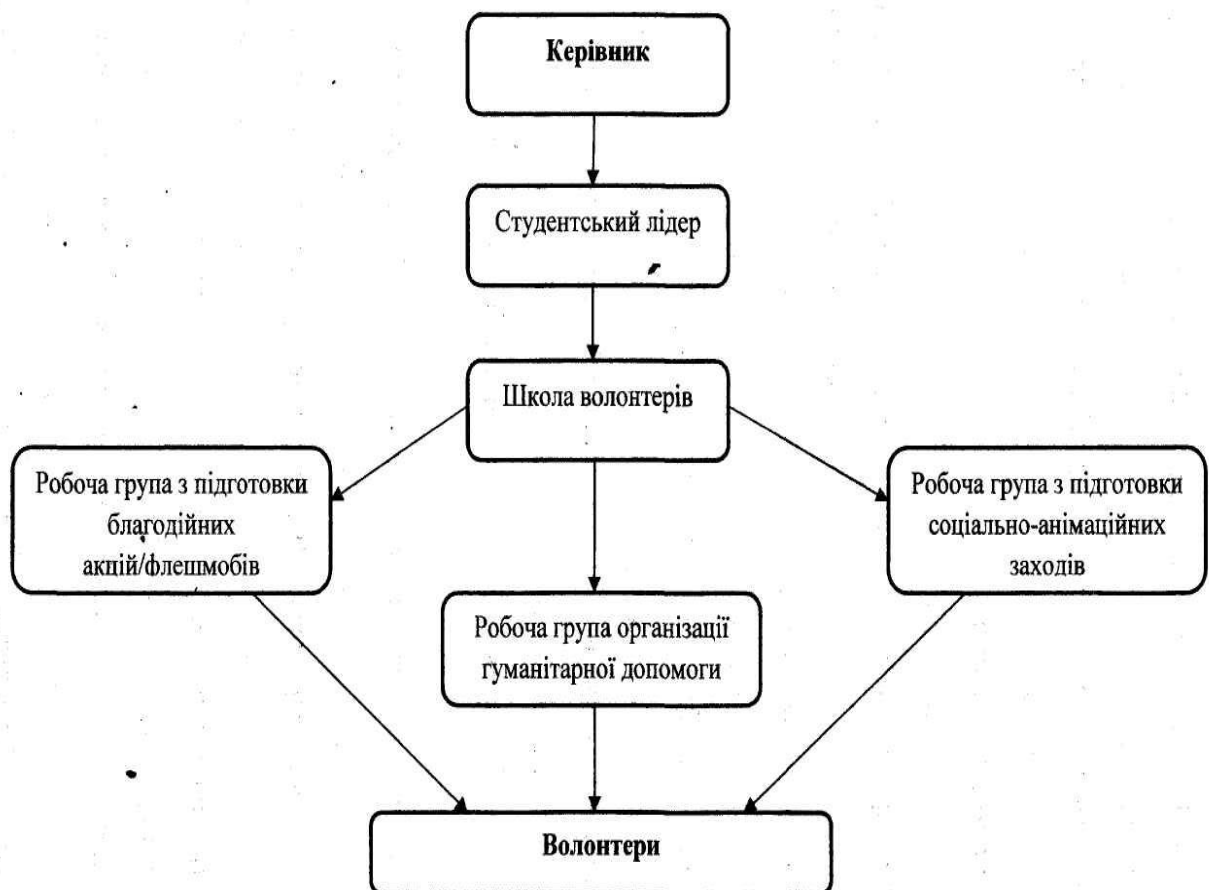 Керівник
Студентський лідер
Школа волонтерів
Робоча група з підготовки
благодійних
акцій/флешмобів
Робоча група організації
гуманітарної допомоги
Робоча група з підготовки
соціально-анімаційних
заходів
Волонтери